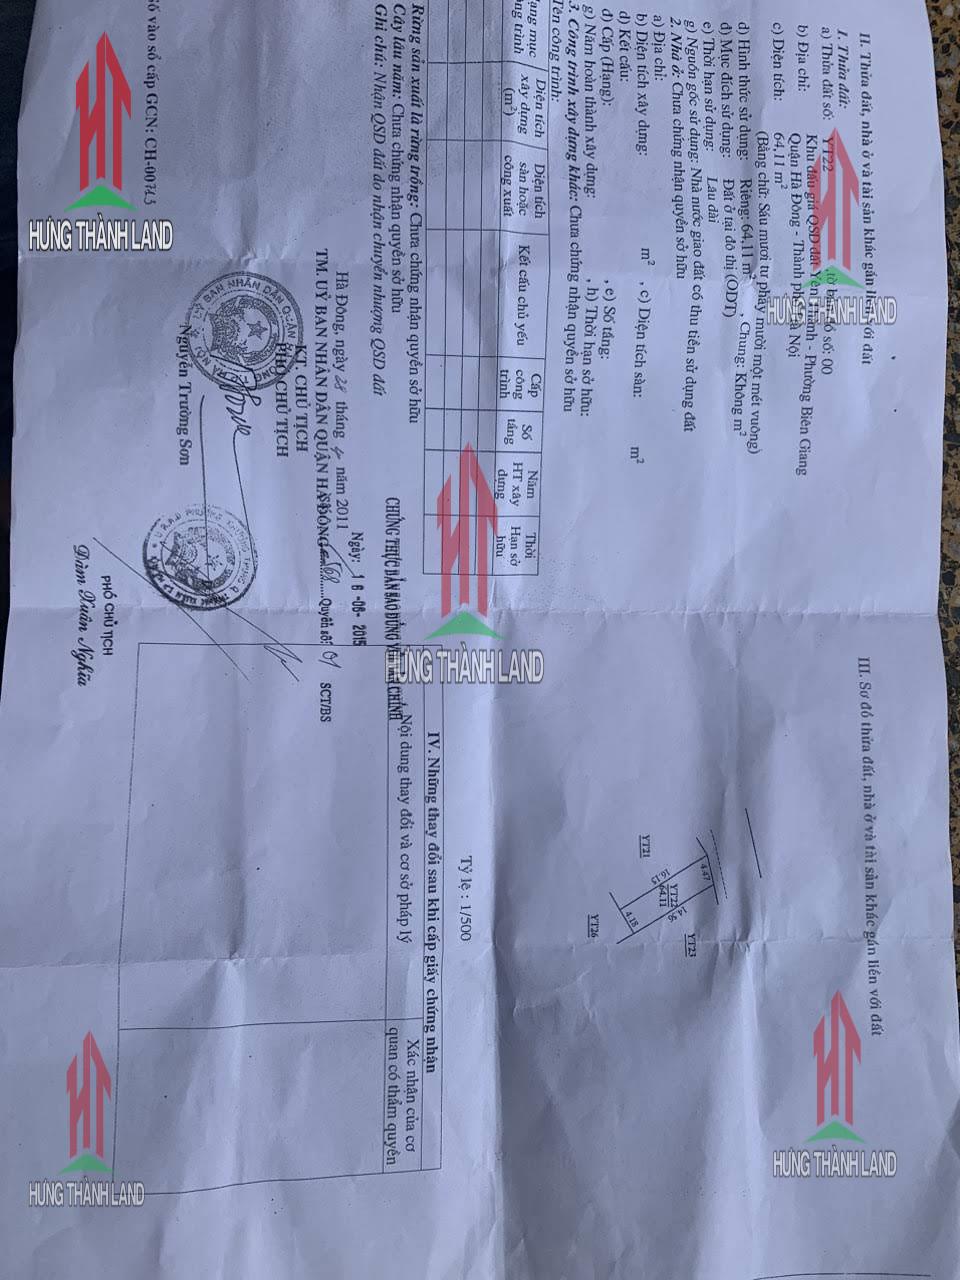 II. Thửa đất, nhà ở và tài sản khác gắn liền với đất
1. Thửa đất:
a) Thửa đất số: YT22 , tờ bản đồ số: 00
b) Địa chỉ: Khu đấu giá QSD đất Yên Thành - Phường Biên Giang
Quận Hà Đông - Thành phố Hà Nội
c) Diện tích: 64,11 m²
(Bằng chữ: Sáu mươi tư phẩy mười một mét vuông)
d) Hình thức sử dụng: Riêng: 64,11 m² , Chung: Không m²
đ) Mục đích sử dụng: Đất ở tại đô thị (ODT)
e) Thời hạn sử dụng: Lâu dài
g) Nguồn gốc sử dụng: Nhà nước giao đất có thu tiền sử dụng đất
2. Nhà ở: Chưa chứng nhận quyền sở hữu
a) Địa chỉ:
b) Diện tích xây dựng: m² , c) Diện tích sàn: m²
d) Kết cấu:
đ) Cấp (Hạng): , e) Số tầng:
g) Năm hoàn thành xây dựng: , h) Thời hạn sở hữu:
3. Công trình xây dựng khác: Chưa chứng nhận quyền sở hữu
Tên công trình:
Hạng mục công trình | Diện tích xây dựng (m²) | Diện tích sàn hoặc công xuất | Kết cấu chủ yếu | Cấp công trình | Số tầng | Năm HT xây dựng | Thời Hạn sở hữu
Rừng sản xuất là rừng trồng: Chưa chứng nhận quyền sở hữu
Cây lâu năm: Chưa chứng nhận quyền sở hữu
Ghi chú: Nhận QSD đất do nhận chuyển nhượng QSD đất
CHỨNG THỰC BẢN SAO ĐÚNG VỚI BẢN CHÍNH
Ngày: 16-06-2015
Quyển số: 01 SCT/BS
Hà Đông, ngày 28 tháng 4 năm 2011
TM. UỶ BAN NHÂN DÂN QUẬN HÀ ĐÔNG
KT. CHỦ TỊCH
PHÓ CHỦ TỊCH
Nguyễn Trường Sơn
PHÓ CHỦ TỊCH
Đàm Xuân Nghĩa
Số vào sổ cấp GCN: CH-00743
III. Sơ đồ thửa đất, nhà ở và tài sản khác gắn liền với đất
YT21
4.47
16.15
YT22
64.11
YT23
4.18
YT26
Tỷ lệ : 1/500
IV. Những thay đổi sau khi cấp giấy chứng nhận
Nội dung thay đổi và cơ sở pháp lý
Xác nhận của cơ
quan có thẩm quyền
HƯNG THÀNH LAND
HƯNG THÀNH LAND
HƯNG THÀNH LAND
HƯNG THÀNH LAND
HƯNG THÀNH LAND